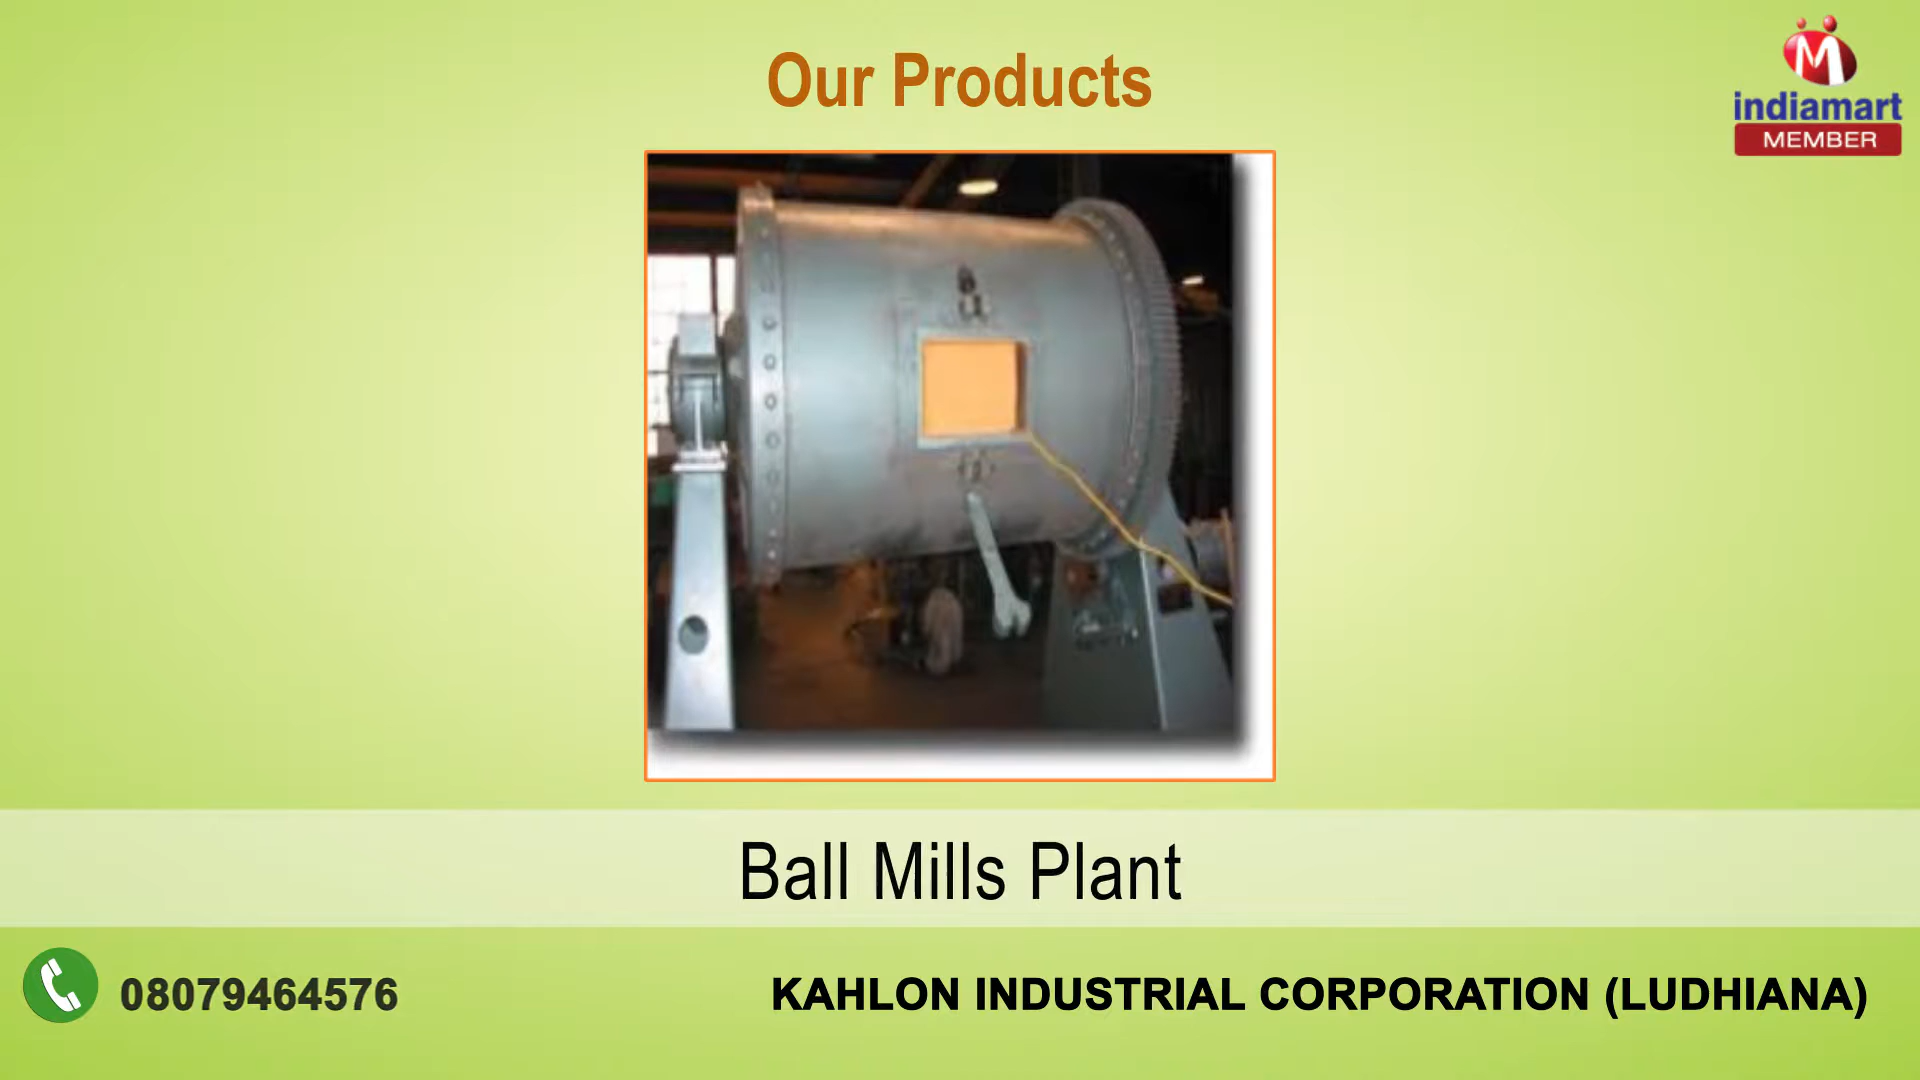 Our Products
indiamart
MEMBER
Ball Mills Plant
08079464576
KAHLON INDUSTRIAL CORPORATION (LUDHIANA)